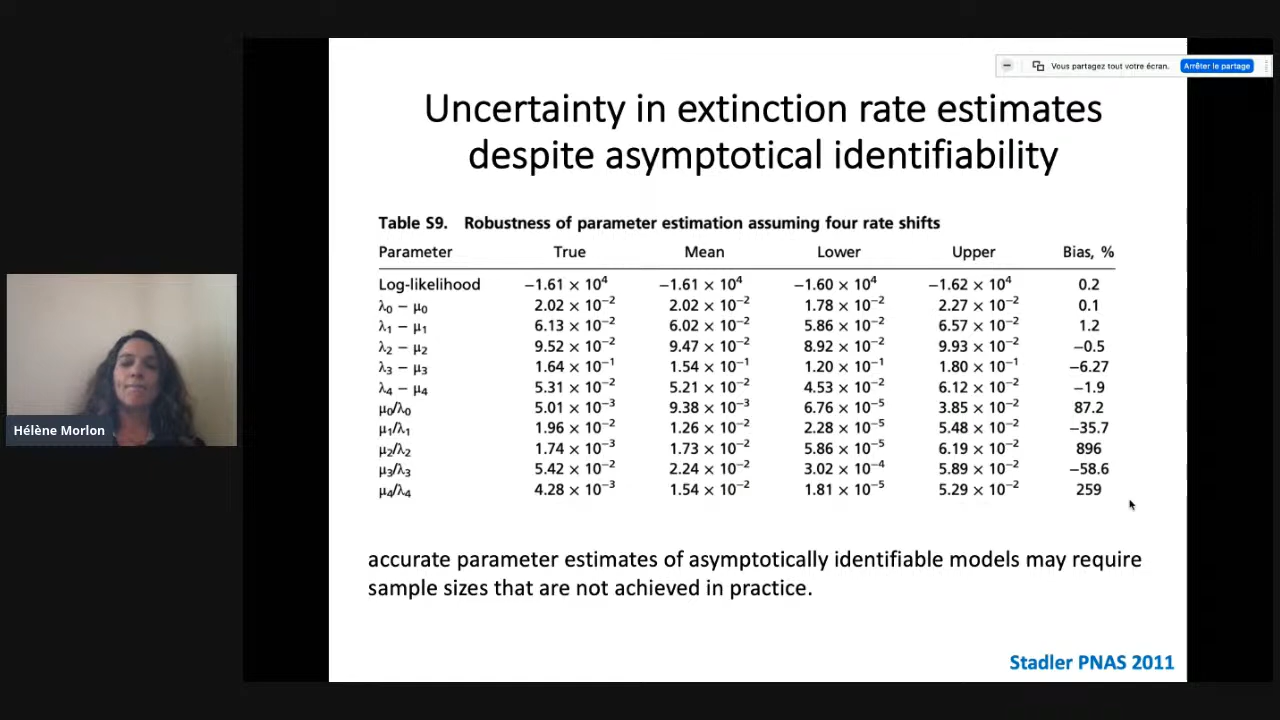 Vous partagez tout votre écran. Arrêter le partage
Uncertainty in extinction rate estimates
despite asymptotical identifiability
Table S9. Robustness of parameter estimation assuming four rate shifts
Parameter True Mean Lower Upper Bias, %
Log-likelihood −1.61 × 10⁴ −1.61 × 10⁴ −1.60 × 10⁴ −1.62 × 10⁴ 0.2
λ₀ − μ₀ 2.02 × 10⁻² 2.02 × 10⁻² 1.78 × 10⁻² 2.27 × 10⁻² 0.1
λ₁ − μ₁ 6.13 × 10⁻² 6.02 × 10⁻² 5.86 × 10⁻² 6.57 × 10⁻² 1.2
λ₂ − μ₂ 9.52 × 10⁻² 9.47 × 10⁻² 8.92 × 10⁻² 9.93 × 10⁻² −0.5
λ₃ − μ₃ 1.64 × 10⁻¹ 1.54 × 10⁻¹ 1.20 × 10⁻¹ 1.80 × 10⁻¹ −6.27
λ₄ − μ₄ 5.31 × 10⁻² 5.21 × 10⁻² 4.53 × 10⁻² 6.12 × 10⁻² −1.9
μ₀/λ₀ 5.01 × 10⁻³ 9.38 × 10⁻³ 6.76 × 10⁻⁵ 3.85 × 10⁻² 87.2
μ₁/λ₁ 1.96 × 10⁻² 1.26 × 10⁻² 2.28 × 10⁻⁵ 5.48 × 10⁻² −35.7
μ₂/λ₂ 1.74 × 10⁻³ 1.73 × 10⁻² 5.86 × 10⁻⁵ 6.19 × 10⁻² 896
μ₃/λ₃ 5.42 × 10⁻² 2.24 × 10⁻² 3.02 × 10⁻⁴ 5.89 × 10⁻² −58.6
μ₄/λ₄ 4.28 × 10⁻³ 1.54 × 10⁻² 1.81 × 10⁻⁵ 5.29 × 10⁻² 259
accurate parameter estimates of asymptotically identifiable models may require
sample sizes that are not achieved in practice.
Stadler PNAS 2011
Hélène Morlon